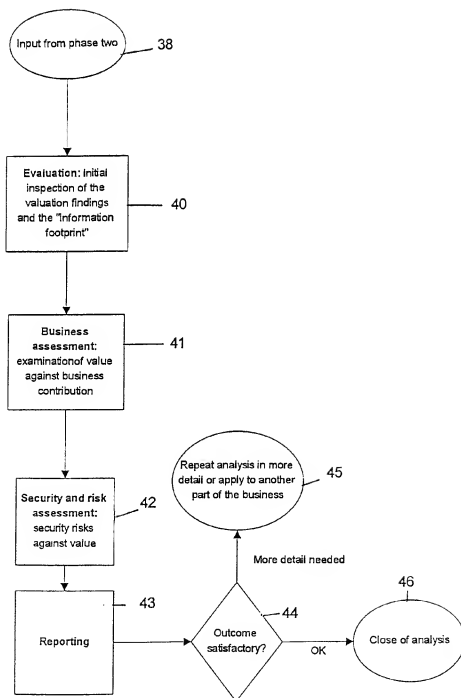 Input from phase two
38
Evaluation: Initial
inspection of the
valuation findings
and the "information
footprint"
40
Business
assessment:
examinationof value
against business
contribution
41
Security and risk
assessment:
security risks
against value
42
Reporting
43
Outcome
satisfactory?
44
More detail needed
Repeat analysis in more
detail or apply to another
part of the business
45
OK
Close of analysis
46